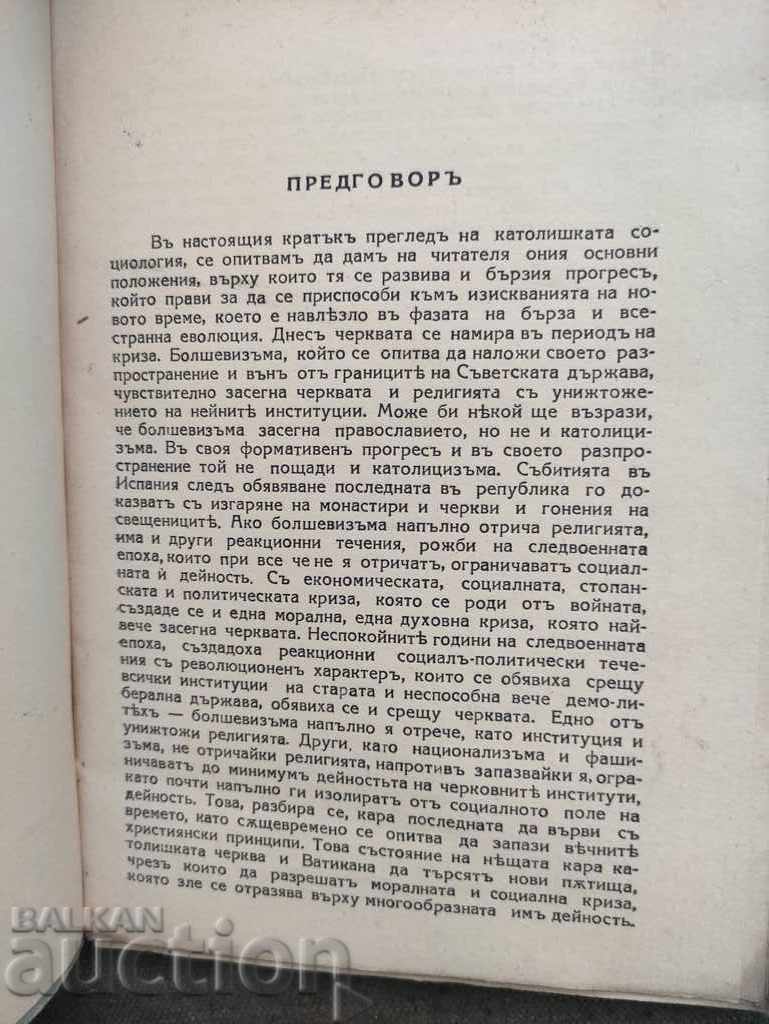 ПРЕДГОВОРЪ
Въ настоящия кратъкъ прегледъ на католишката со-
циология, се опитвамъ да дамъ на читателя ония основни
положения, върху които тя се развива и бързия прогресъ,
който прави за да се приспособи къмъ изискванията на но-
вото време, което е навлѣзло въ фазата на бърза и все-
странна еволюция. Днесъ черквата се намира въ периодъ на
криза. Болшевизъма, който се опитва да наложи своето раз-
пространение и вънъ отъ границитѣ на Съветската държава,
чувствително засегна черквата и религията съ унижтоже-
нието на нейнитѣ институции. Може би нѣкой ще възрази,
че болшевизъма засегна православието, но не и католици-
зъма. Въ своя формативенъ прогресъ и въ своето разпро-
странение той не пощади и католицизъма. Събитията въ
Испания следъ обявяване последната въ република го до-
казватъ съ изгаряне на монастири и черкви и гонения на
свещеницитѣ. Ако болшевизъма напълно отрича религията,
има и други реакционни течения, рожби на следвоенната
епоха, които при все че не я отричатъ, ограничаватъ социал-
ната ѝ дейность. Съ економическата, социалната, стопан-
ската и политическата криза, която се роди отъ войната,
създаде се и една морална, една духовна криза, която най-
вече засегна черквата. Неспокойнитѣ години на следвоенната
епоха, създадоха реакционни социалъ-политически тече-
ния съ революционенъ характеръ, които се обявиха срещу
всички институции на старата и неспособна вече демо-ли-
берална държава, обявиха се и срещу черквата. Едно отъ
тѣхъ — болшевизъма напълно я отрече, като институция и
унижтожи религията. Други, като национализъма и фаши-
зъма, не отричайки религията, напротивъ запазвайки я, огра-
ничаватъ до минимумъ дейностьта на черковнитѣ институти,
като почти напълно ги изолиратъ отъ социалното поле на
дейность. Това, разбира се, кара последната да върви съ
времето, като сѫщевремено се опитва да запази вѣчнитѣ
християнски принципи. Това състояние на нѣщата кара ка-
толишката черква и Ватикана да търсятъ нови пѫтища,
чрезъ които да разрешатъ моралната и социална криза,
която зле се отразява върху многообразната имъ дейность.
BALKAN
auction